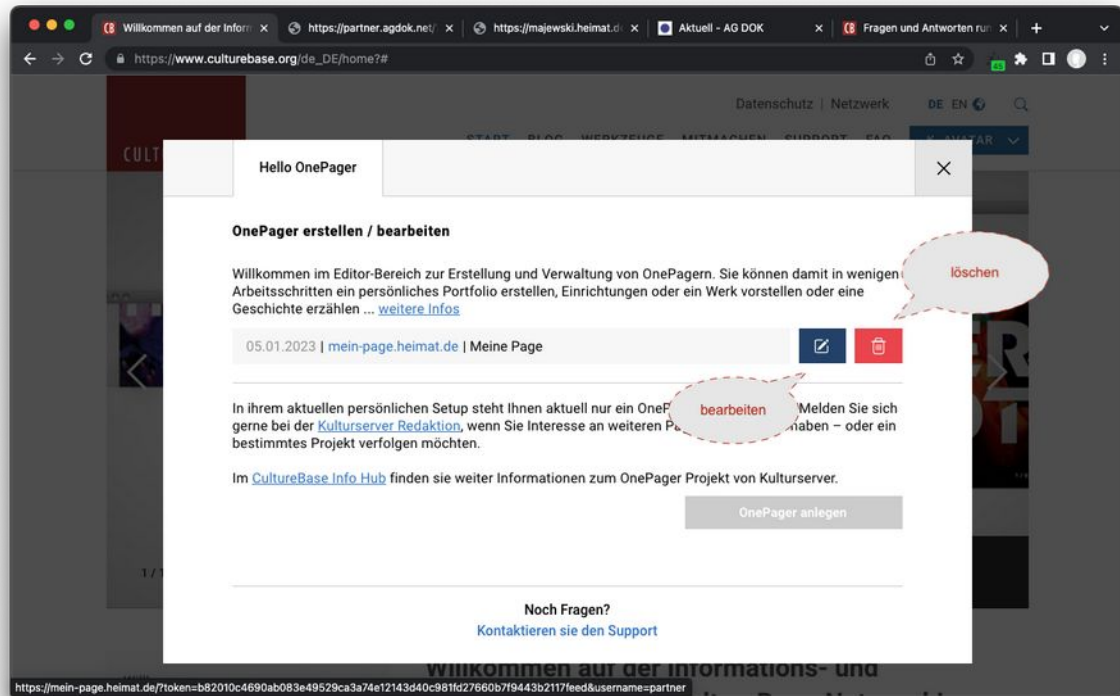 Willkommen auf der Inform
https://partner.agdok.net/
https://majewski.heimat.d
Aktuell - AG DOK
Fragen und Antworten run
https://www.culturebase.org/de_DE/home?#
45
Datenschutz | Netzwerk DE EN
START BLOG WERKZEUGE MITMACHEN SUPPORT FAQ K. AVATAR
CULT
Hello OnePager
OnePager erstellen / bearbeiten
Willkommen im Editor-Bereich zur Erstellung und Verwaltung von OnePagern. Sie können damit in wenigen
Arbeitsschritten ein persönliches Portfolio erstellen, Einrichtungen oder ein Werk vorstellen oder eine
Geschichte erzählen ... weitere Infos
löschen
05.01.2023 | mein-page.heimat.de | Meine Page
bearbeiten
In ihrem aktuellen persönlichen Setup steht Ihnen aktuell nur ein OneP Melden Sie sich
gerne bei der Kulturserver Redaktion, wenn Sie Interesse an weiteren haben – oder ein
bestimmtes Projekt verfolgen möchten.
Im CultureBase Info Hub finden sie weiter Informationen zum OnePager Projekt von Kulturserver.
OnePager anlegen
1 / 1
Noch Fragen?
Kontaktieren sie den Support
Willkommen auf der Informations- und
https://mein-page.heimat.de/?token=b82010c4690ab083e49529ca3a74e12143d40c981fd27660b7f9443b2117feed&username=partner